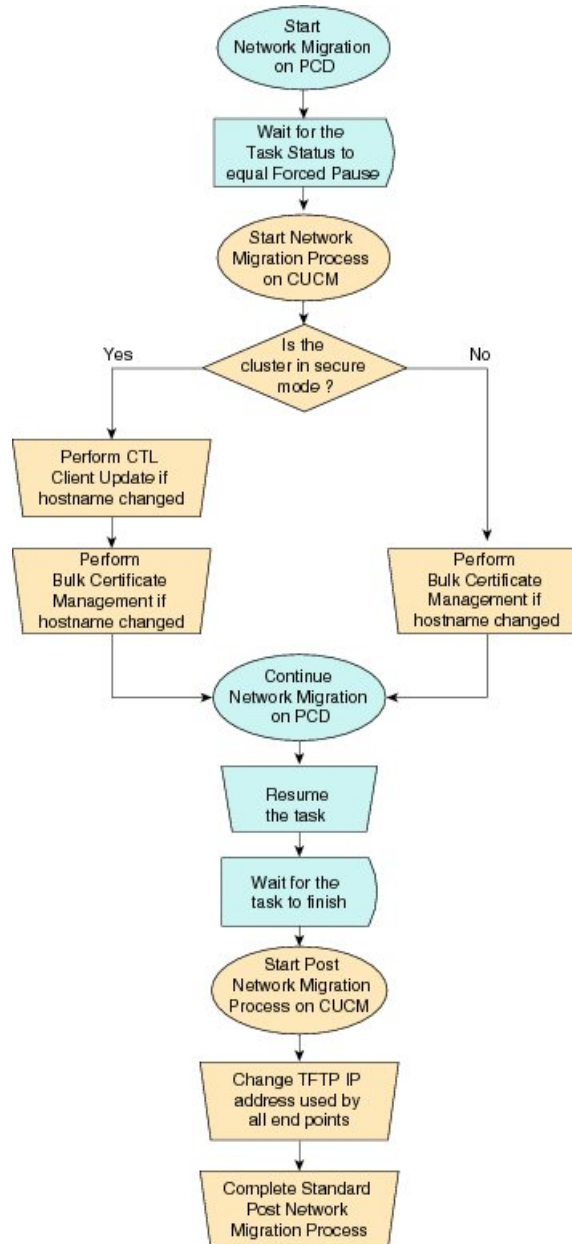 Start
Network Migration
on PCD
Wait for the
Task Status to
equal Forced Pause
Start Network
Migration Process
on CUCM
Is the
cluster in secure
mode ?
Yes
No
Perform CTL
Client Update if
hostname changed
Perform
Bulk Certificate
Management if
hostname changed
Perform
Bulk Certificate
Management if
hostname changed
Continue
Network Migration
on PCD
Resume
the task
Wait for the
task to finish
Start Post
Network Migration
Process on CUCM
Change TFTP IP
address used by
all end points
Complete Standard
Post Network
Migration Process